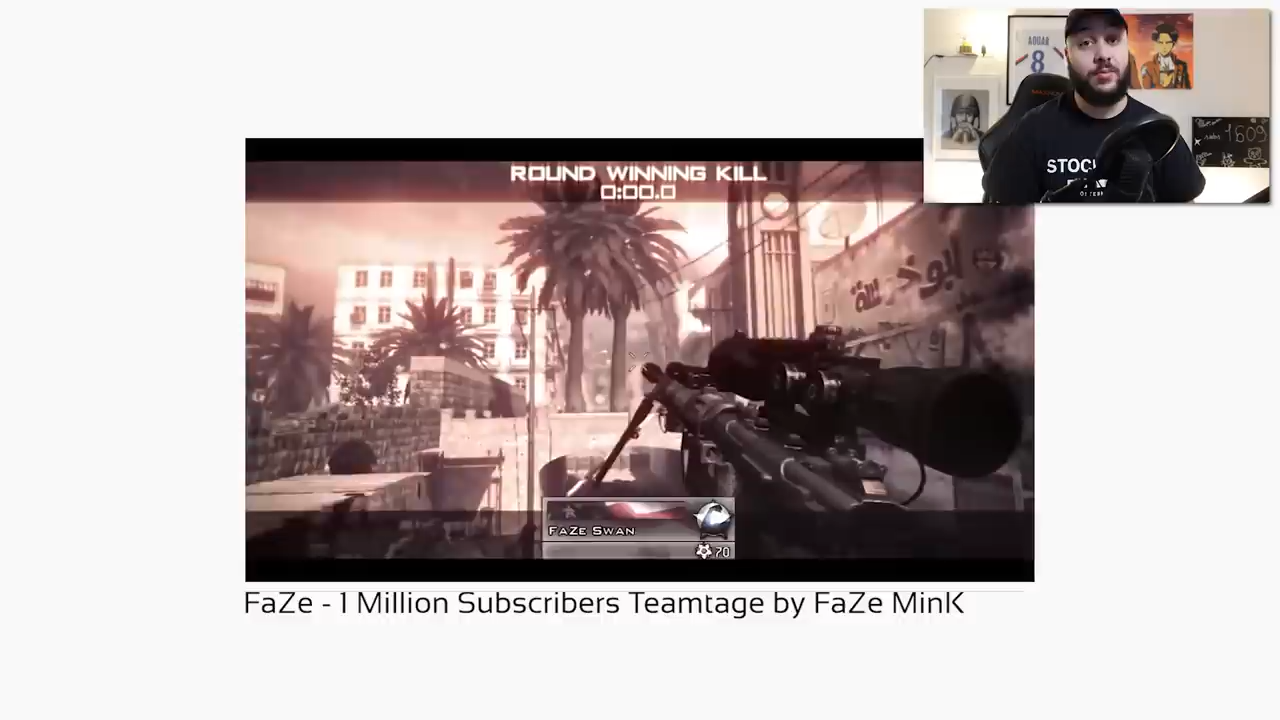 AOUAR
8
1609
STOC
ROUND WINNING KILL
0:00.0
FAZE SWAN
70
FaZe - 1 Million Subscribers Teamtage by FaZe MinK